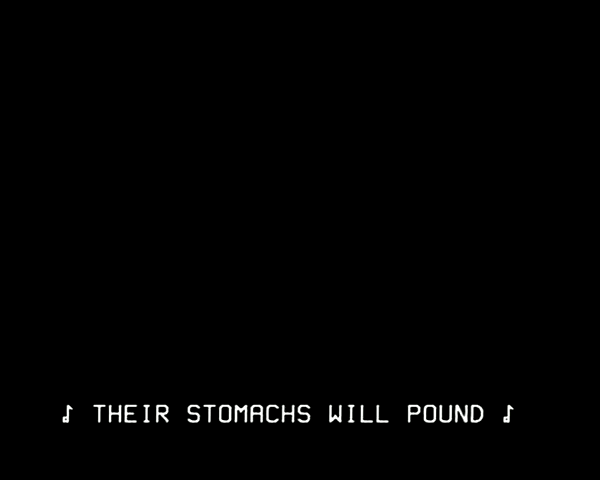 ♪ THEIR STOMACHS WILL POUND ♪